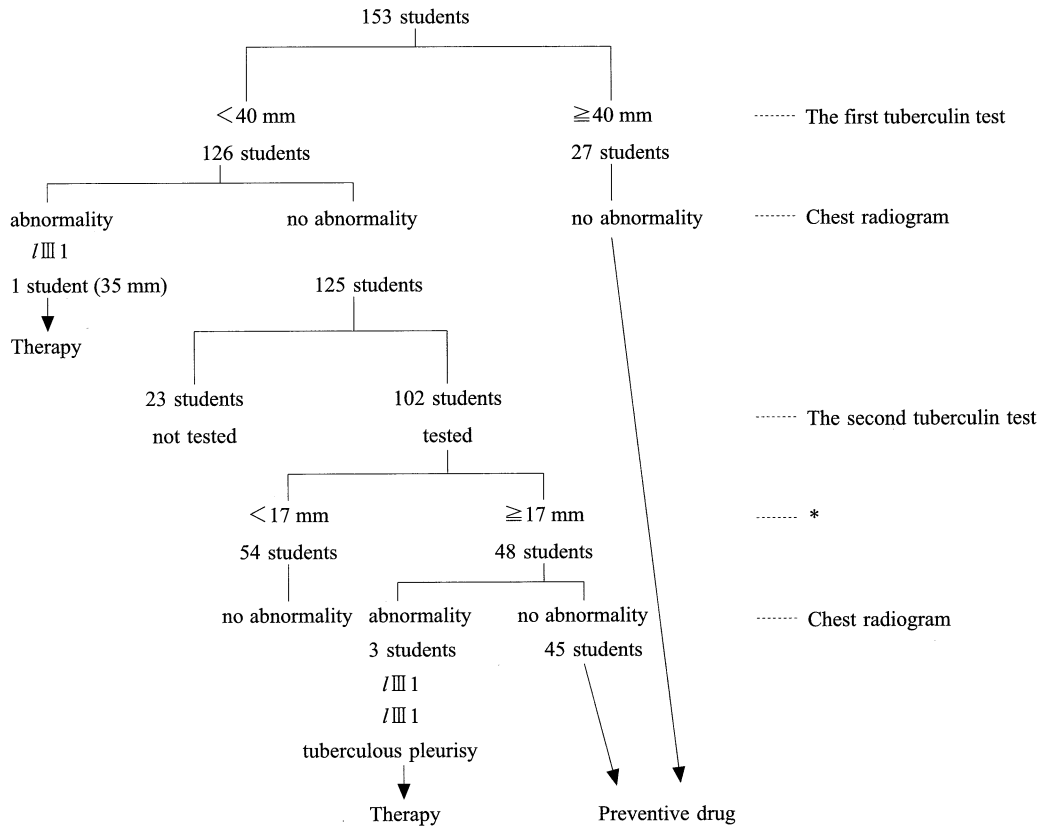 153 students
<40 mm ≧40 mm ------- The first tuberculin test
126 students 27 students
abnormality no abnormality no abnormality ------- Chest radiogram
lⅢ1
1 student (35 mm) 125 students
Therapy
23 students 102 students
------- The second tuberculin test
not tested tested
<17 mm ≧17 mm ------- *
54 students 48 students
no abnormality abnormality no abnormality ------- Chest radiogram
3 students 45 students
lⅢ1
lⅢ1
tuberculous pleurisy
Therapy Preventive drug